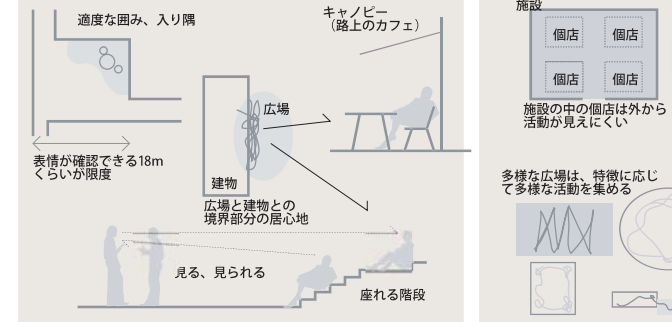 適度な囲み、入り隅
キャノピー
（路上のカフェ）
広場
表情が確認できる18m
くらいが限度
建物
広場と建物との
境界部分の居心地
見る、見られる
座れる階段
施設
個店 個店
個店 個店
施設の中の個店は外から
活動が見えにくい
多様な広場は、特徴に応じ
て多様な活動を集める